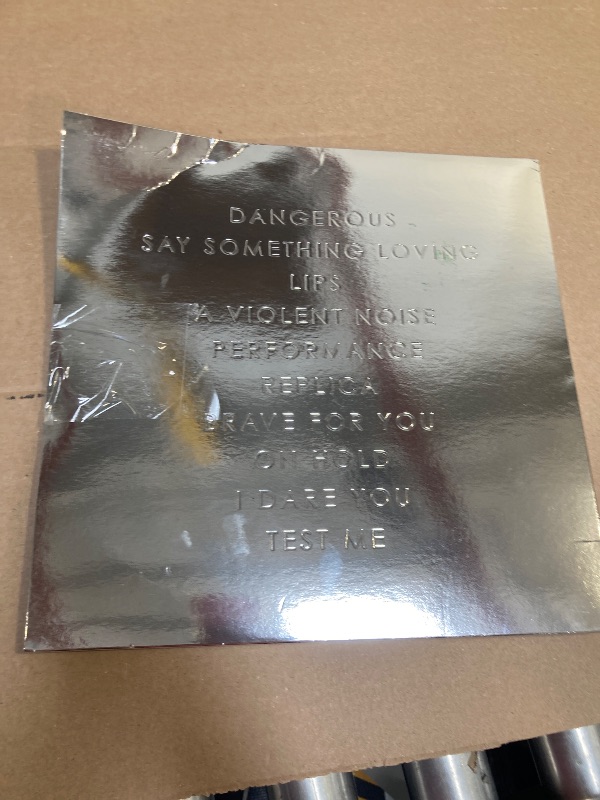 DANGEROUS
SAY SOMETHING LOVING
LIPS
A VIOLENT NOISE
PERFORMANCE
REPLICA
BRAVE FOR YOU
ON HOLD
I DARE YOU
TEST ME